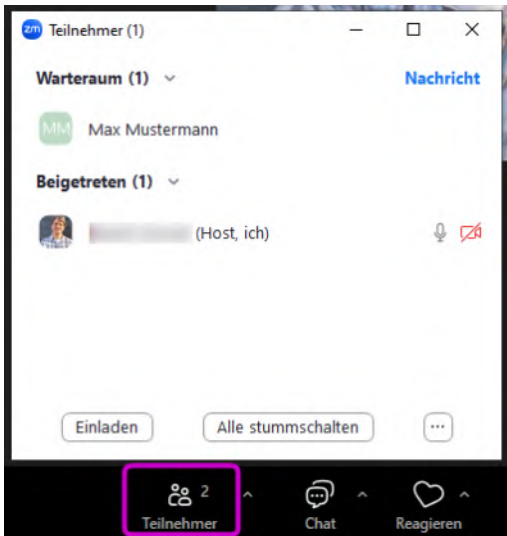 zm Teilnehmer (1)
Warteraum (1) Nachricht
MM Max Mustermann
Beigetreten (1)
(Host, ich)
Einladen Alle stummschalten ...
2
Teilnehmer Chat Reagieren